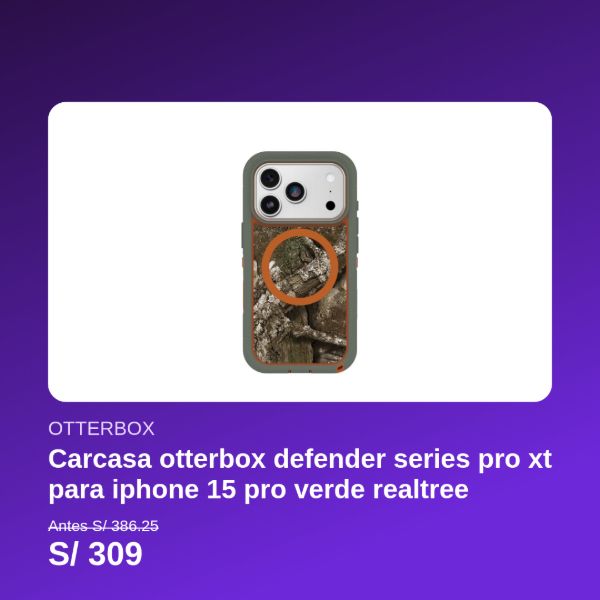 OTTERBOX
Carcasa otterbox defender series pro xt
para iphone 15 pro verde realtree
Antes S/ 386.25
S/ 309